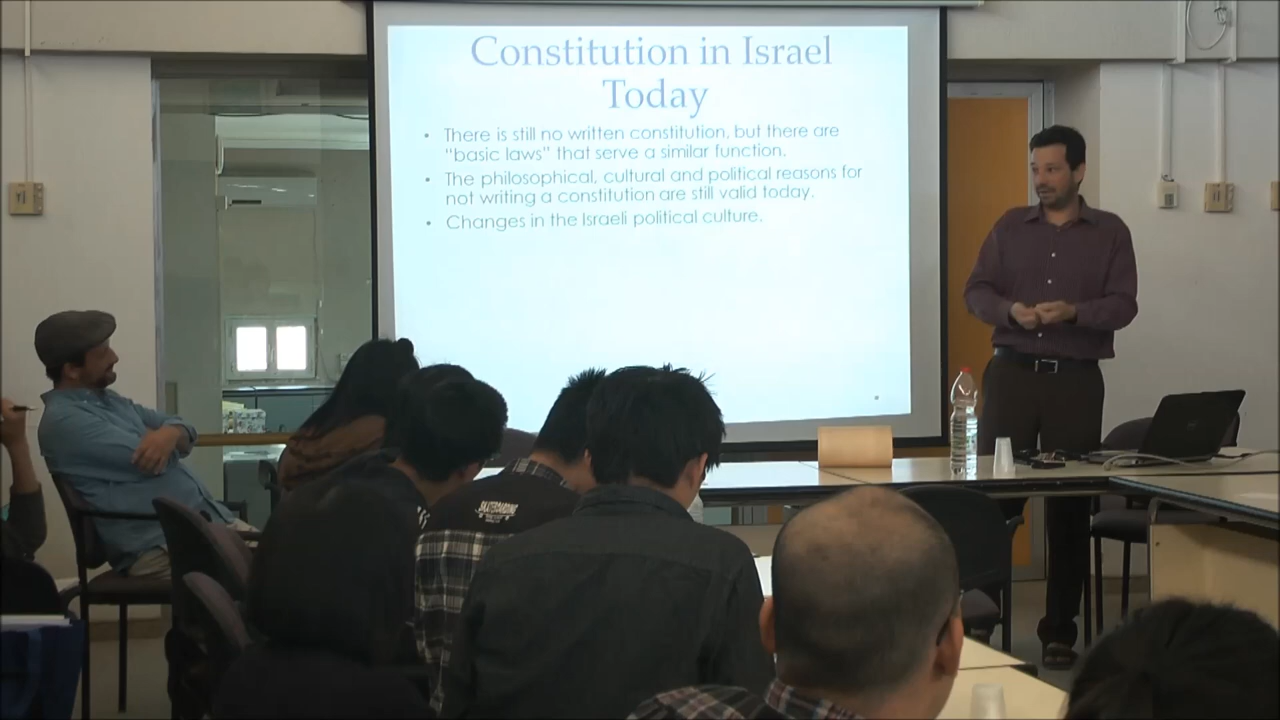 Constitution in Israel
Today
• There is still no written constitution, but there are
"basic laws" that serve a similar function.
• The philosophical, cultural and political reasons for
not writing a constitution are still valid today.
• Changes in the Israeli political culture.